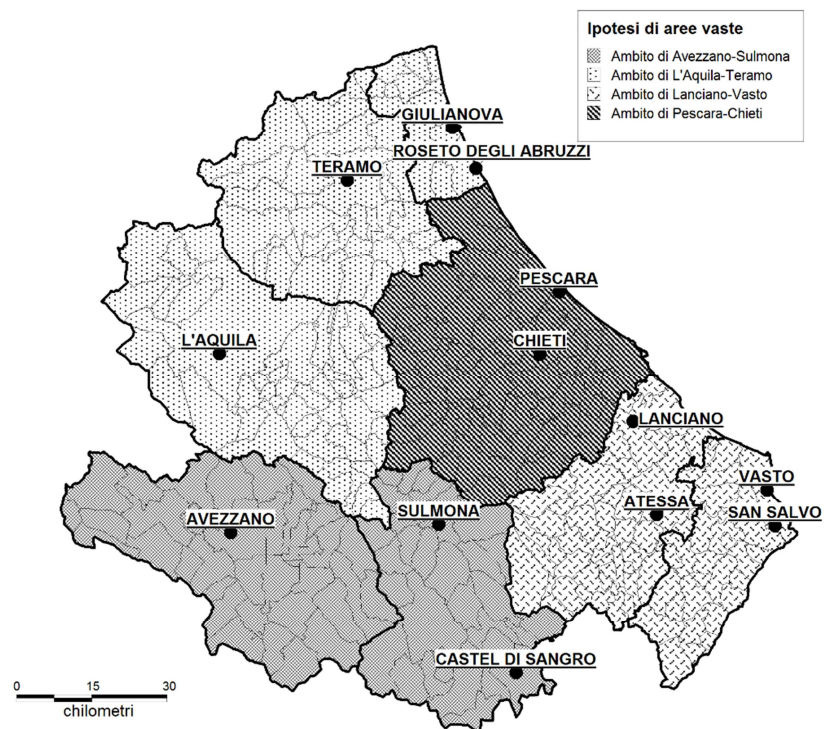 Ipotesi di aree vaste
Ambito di Avezzano-Sulmona
Ambito di L'Aquila-Teramo
Ambito di Lanciano-Vasto
Ambito di Pescara-Chieti
GIULIANOVA
ROSETO DEGLI ABRUZZI
TERAMO
PESCARA
L'AQUILA
CHIETI
LANCIANO
VASTO
ATESSA
SAN SALVO
SULMONA
AVEZZANO
CASTEL DI SANGRO
0 15 30
chilometri